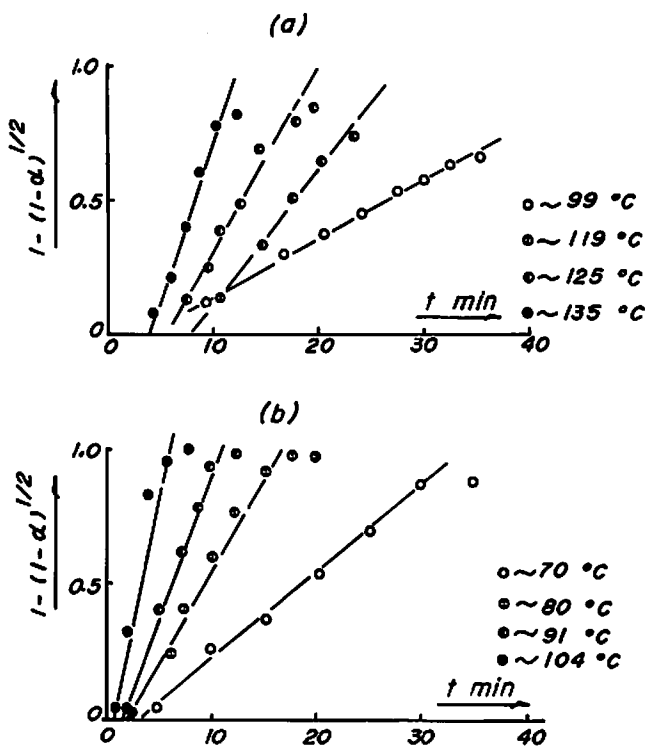 (a)
1-(1-α)^1/2
1.0
0.5
0
0 10 20 30 40
t min
~ 99 °C
~ 119 °C
~ 125 °C
~ 135 °C
(b)
1-(1-α)^1/2
1.0
0.5
0
0 10 20 30 40
t min
~ 70 °C
~ 80 °C
~ 91 °C
~ 104 °C